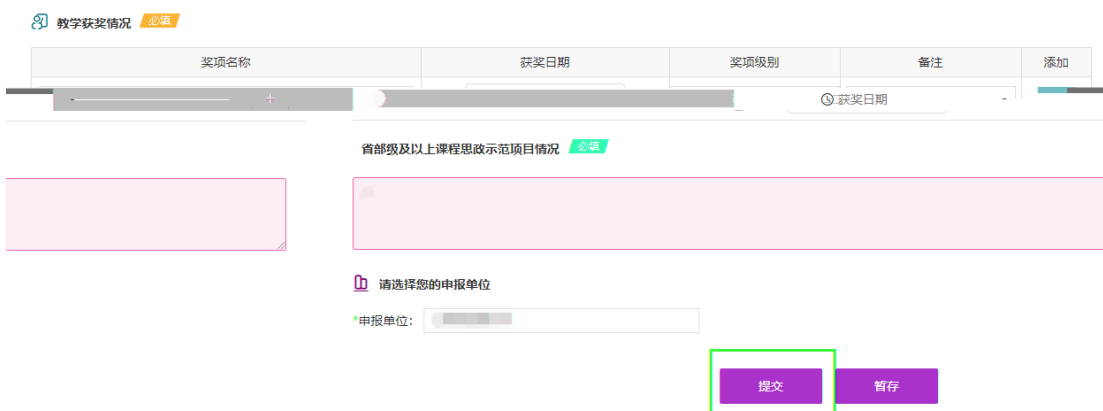 教学获奖情况 必填
奖项名称 获奖日期 奖项级别 备注 添加
获奖日期
省部级及以上课程思政示范项目情况 必填
请选择您的申报单位
*申报单位：
提交 暂存